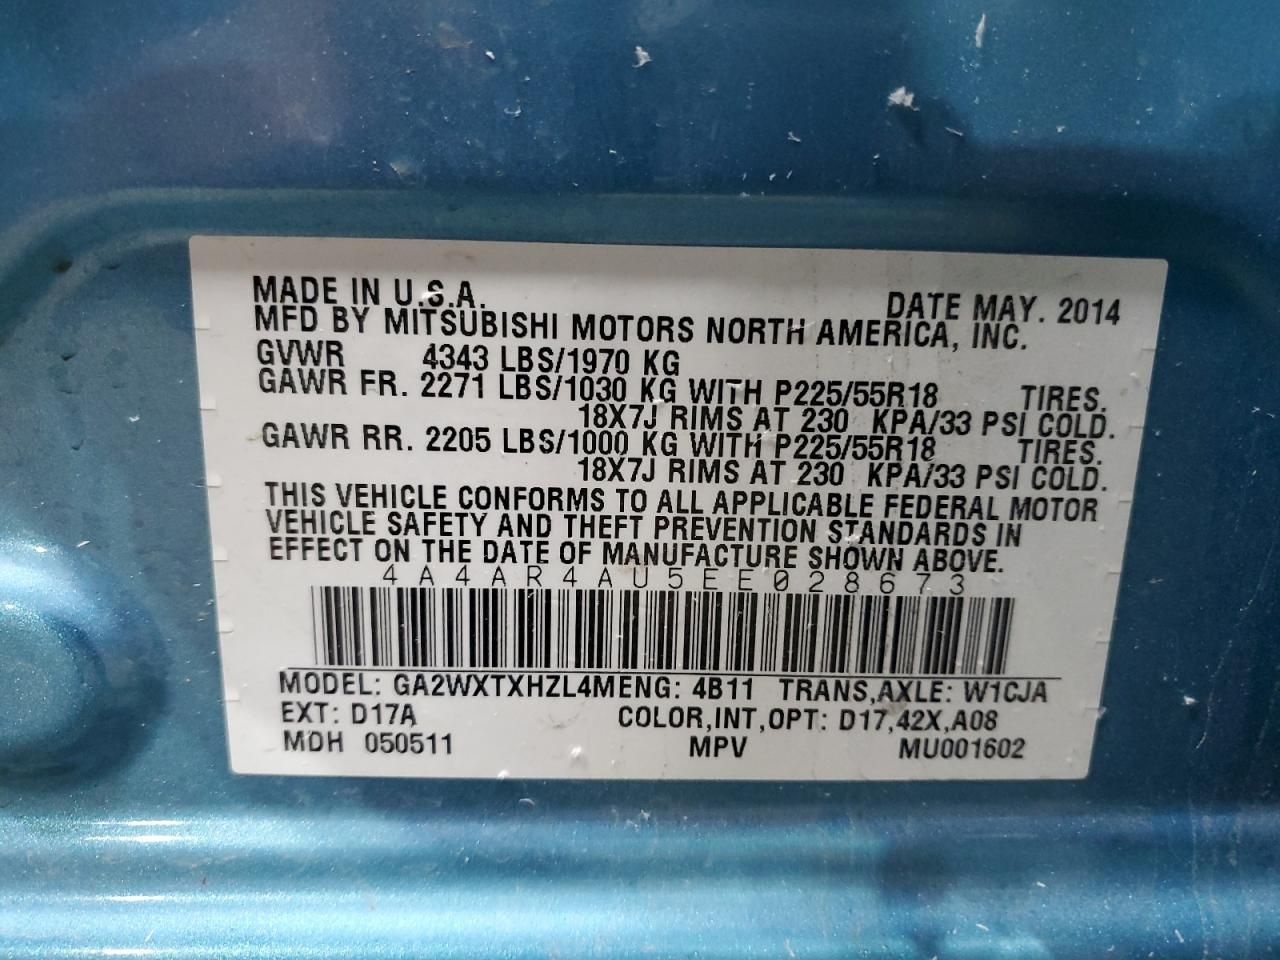 MADE IN U.S.A. DATE MAY. 2014
MFD BY MITSUBISHI MOTORS NORTH AMERICA, INC.
GVWR 4343 LBS/1970 KG
GAWR FR. 2271 LBS/1030 KG WITH P225/55R18 TIRES.
18X7J RIMS AT 230 KPA/33 PSI COLD.
GAWR RR. 2205 LBS/1000 KG WITH P225/55R18 TIRES.
18X7J RIMS AT 230 KPA/33 PSI COLD.
THIS VEHICLE CONFORMS TO ALL APPLICABLE FEDERAL MOTOR
VEHICLE SAFETY AND THEFT PREVENTION STANDARDS IN
EFFECT ON THE DATE OF MANUFACTURE SHOWN ABOVE.
4A4AR4AU5EE028673
MODEL: GA2WXTXHZL4MENG: 4B11 TRANS,AXLE: W1CJA
EXT: D17A COLOR,INT,OPT: D17,42X,A08
MDH 050511 MPV MU001602